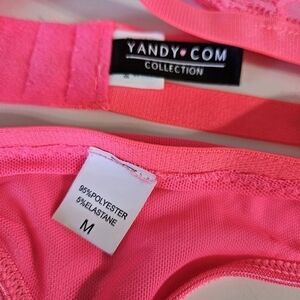 YANDY♥COM
COLLECTION
95%POLYESTER
5%ELASTANE
M